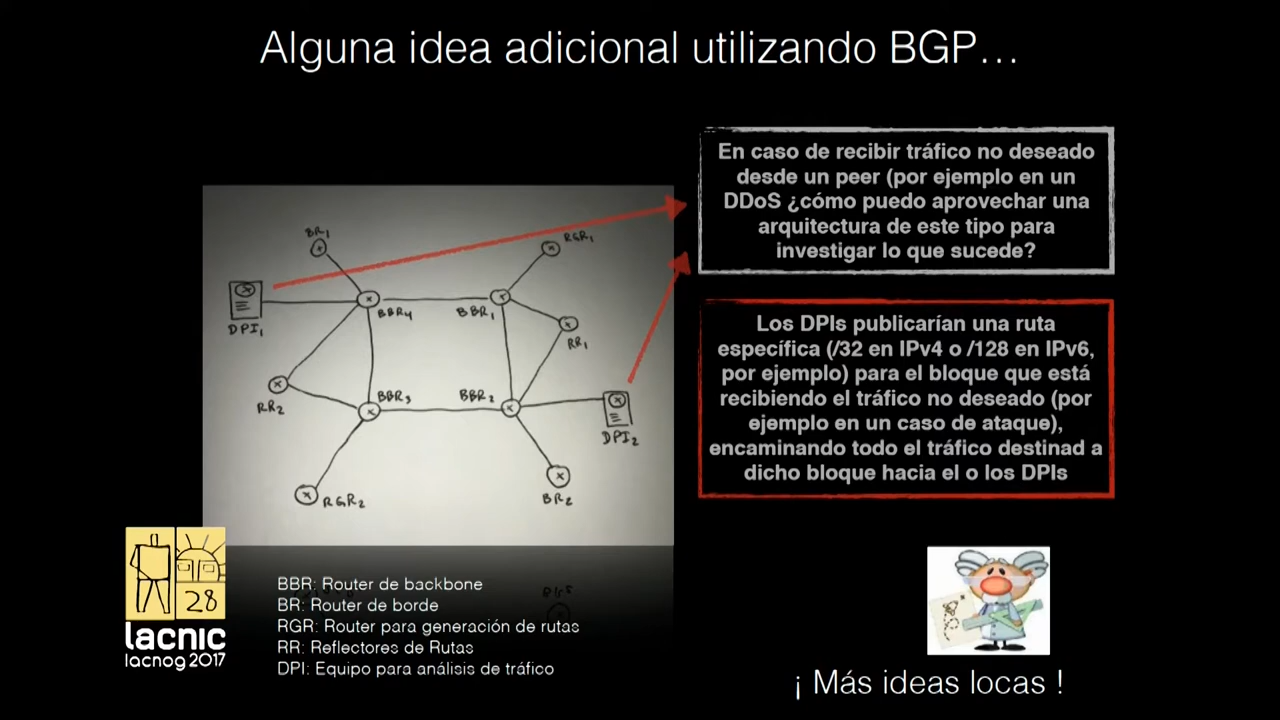 Alguna idea adicional utilizando BGP...
En caso de recibir tráfico no deseado
desde un peer (por ejemplo en un
DDoS ¿cómo puedo aprovechar una
arquitectura de este tipo para
investigar lo que sucede?
Los DPIs publicarían una ruta
específica (/32 en IPv4 o /128 en IPv6,
por ejemplo) para el bloque que está
recibiendo el tráfico no deseado (por
ejemplo en un caso de ataque),
encaminando todo el tráfico destinad a
dicho bloque hacia el o los DPIs
BR1
RGR1
DPI1
BBR4
BBR1
RR1
RR2
BBR3
BBR2
DPI2
RGR2
BR2
BBR: Router de backbone
BR: Router de borde
RGR: Router para generación de rutas
RR: Reflectores de Rutas
DPI: Equipo para análisis de tráfico
28
lacnic
lacnog 2017
¡ Más ideas locas !